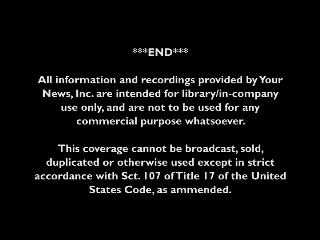 ***END***
All information and recordings provided by Your
News, Inc. are intended for library/in-company
use only, and are not to be used for any
commercial purpose whatsoever.
This coverage cannot be broadcast, sold,
duplicated or otherwise used except in strict
accordance with Sct. 107 of Title 17 of the United
States Code, as ammended.